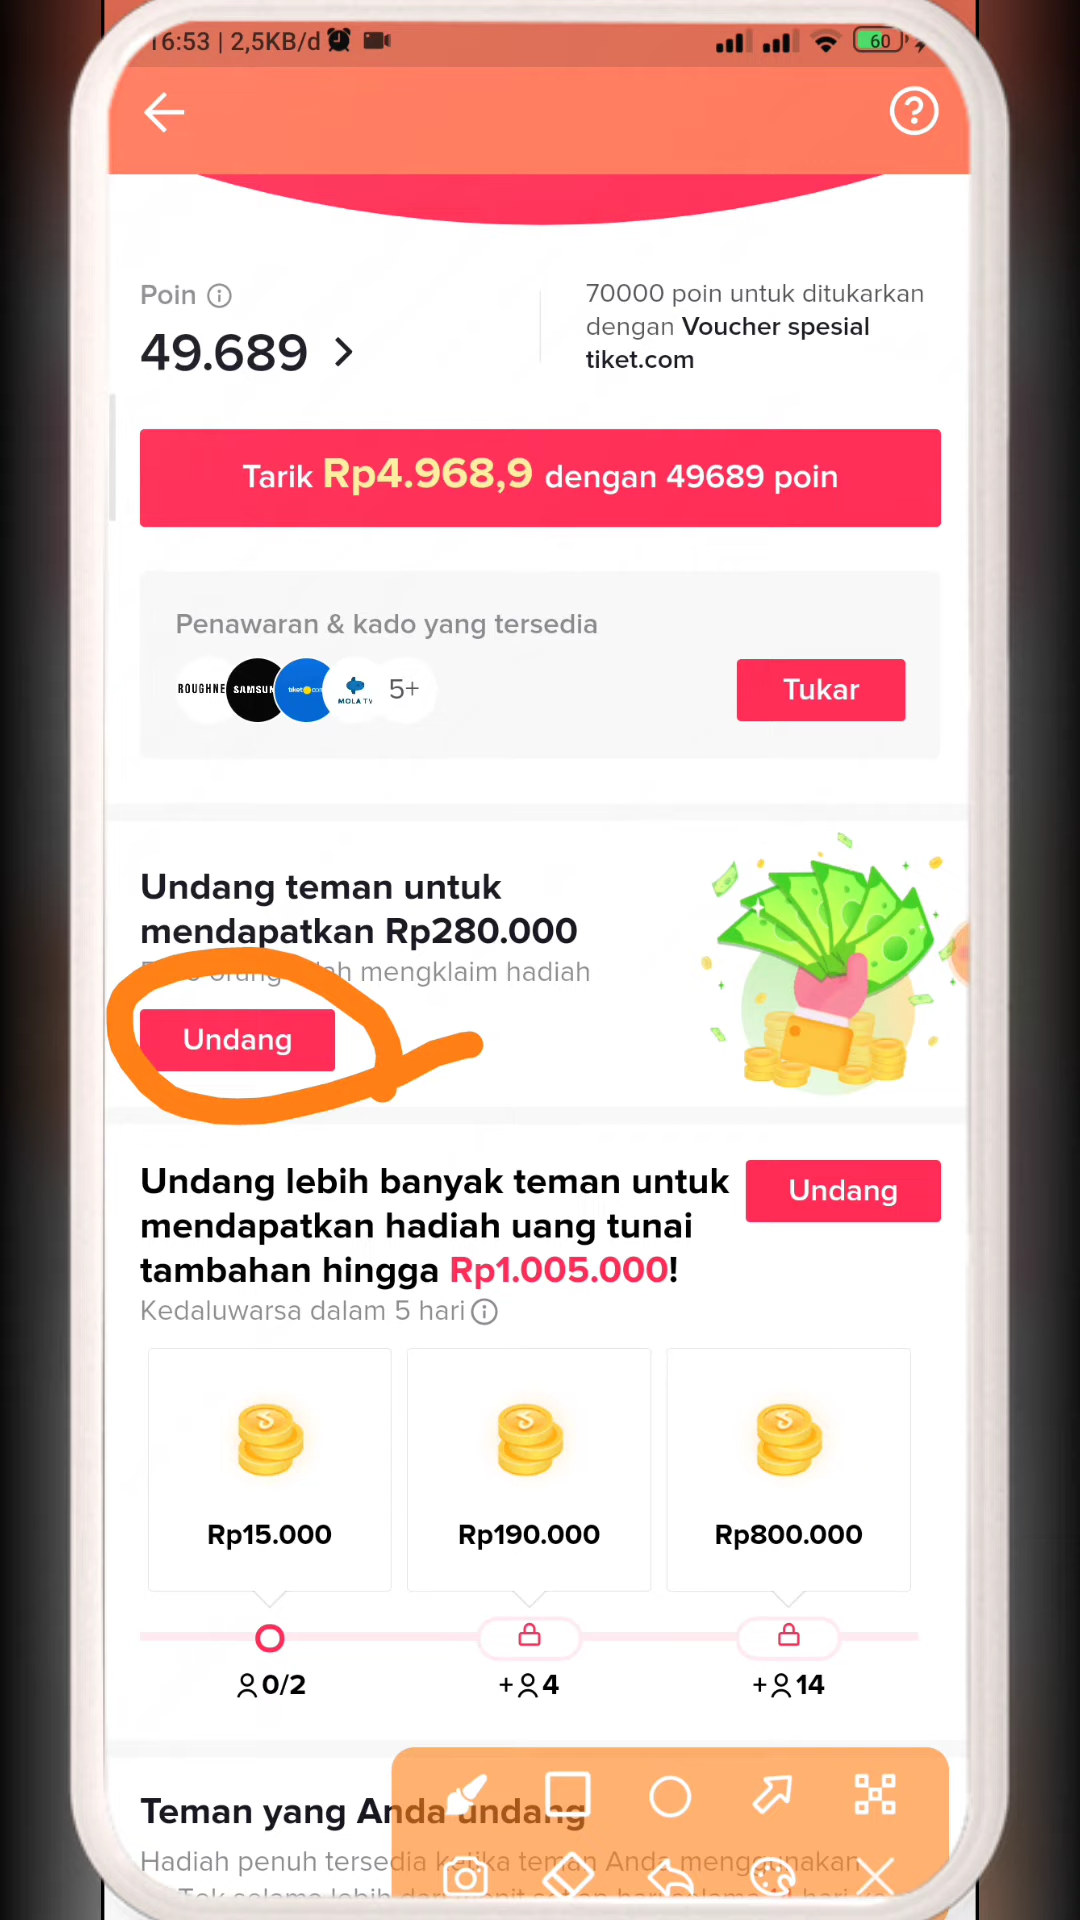 16:53 | 2,5KB/d
60
Poin
49.689
70000 poin untuk ditukarkan
dengan Voucher spesial
tiket.com
Tarik Rp4.968,9 dengan 49689 poin
Penawaran & kado yang tersedia
ROUGHNE
SAMSUN
tiket.com
MOLA TV
5+
Tukar
Undang teman untuk
mendapatkan Rp280.000
mengklaim hadiah
Undang
Undang lebih banyak teman untuk
mendapatkan hadiah uang tunai
tambahan hingga Rp1.005.000!
Undang
Kedaluwarsa dalam 5 hari
Rp15.000
Rp190.000
Rp800.000
0/2
+ 4
+ 14
Teman yang Anda undang
Hadiah penuh tersedia ketika teman Anda menggunakan